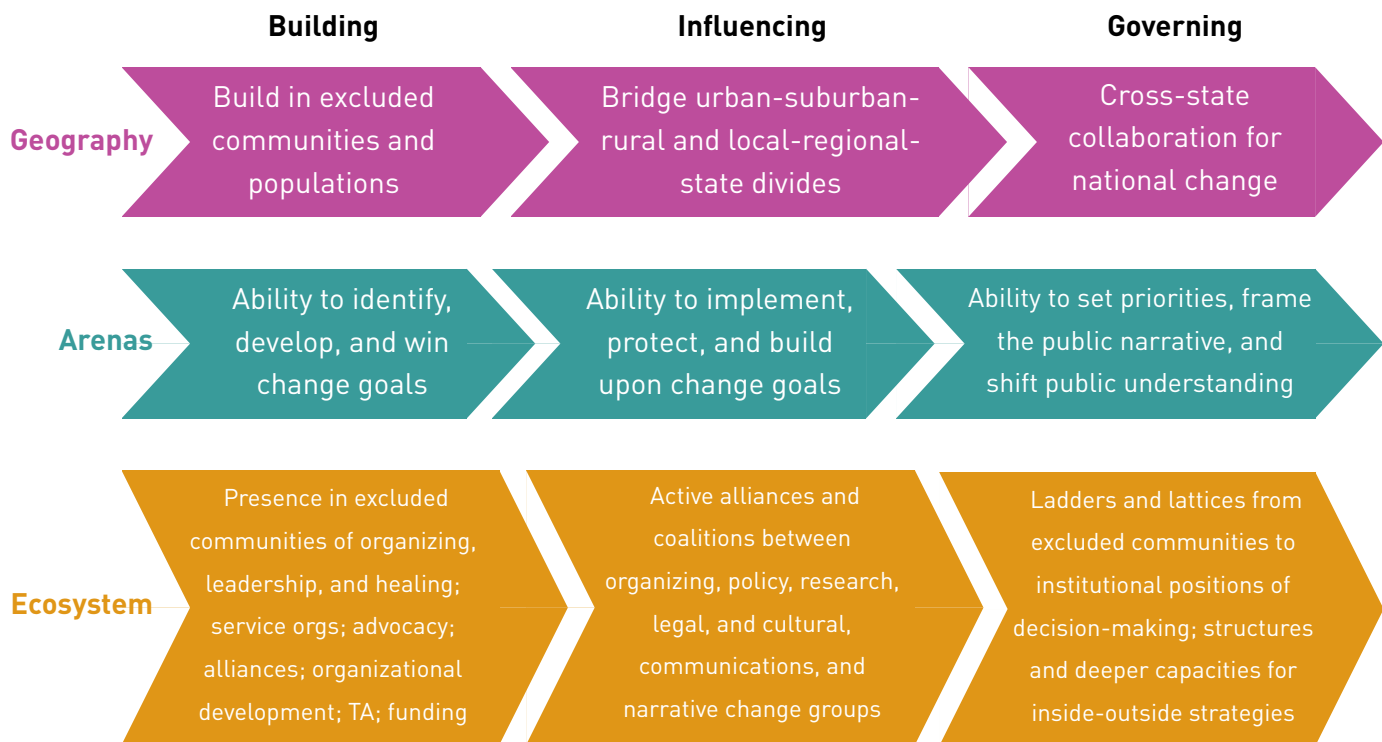 Building
Influencing
Governing
Geography
Build in excluded
communities and
populations
Bridge urban-suburban-
rural and local-regional-
state divides
Cross-state
collaboration for
national change
Arenas
Ability to identify,
develop, and win
change goals
Ability to implement,
protect, and build
upon change goals
Ability to set priorities, frame
the public narrative, and
shift public understanding
Ecosystem
Presence in excluded
communities of organizing,
leadership, and healing;
service orgs; advocacy;
alliances; organizational
development; TA; funding
Active alliances and
coalitions between
organizing, policy, research,
legal, and cultural,
communications, and
narrative change groups
Ladders and lattices from
excluded communities to
institutional positions of
decision-making; structures
and deeper capacities for
inside-outside strategies